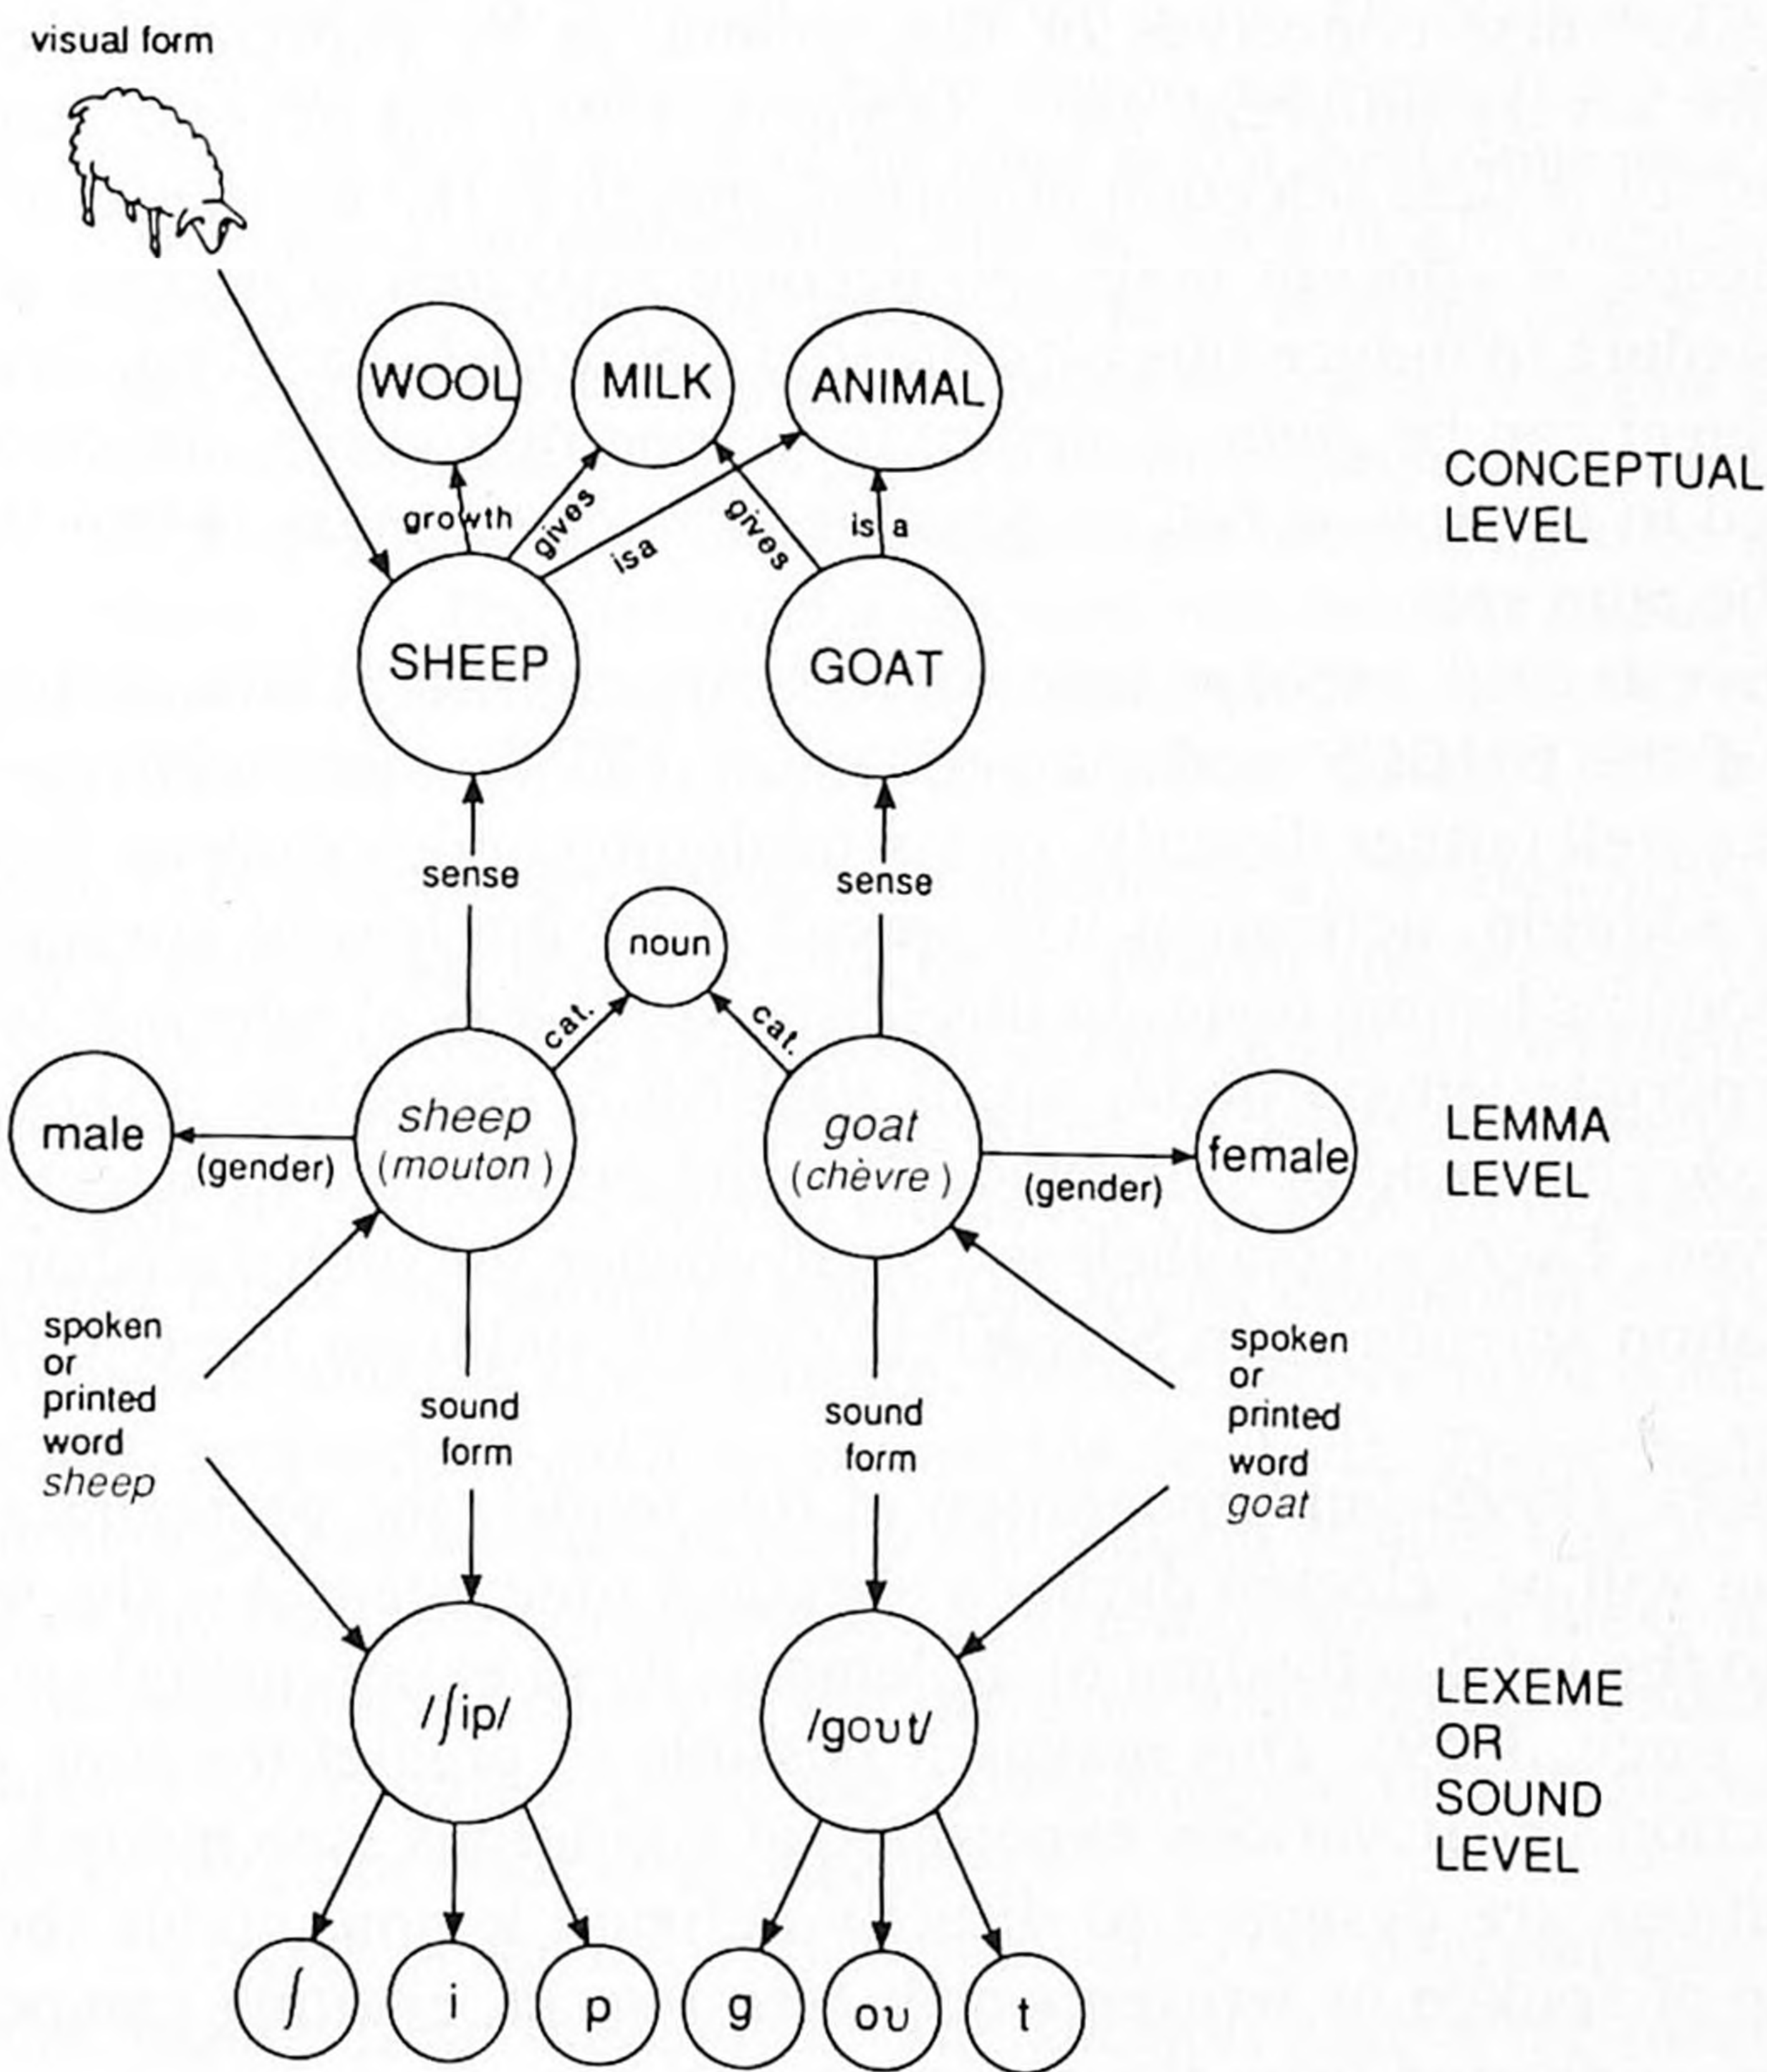 visual form
WOOL
MILK
ANIMAL
CONCEPTUAL
LEVEL
growth
gives
isa
gives
is a
SHEEP
GOAT
sense
sense
noun
cat.
cat.
male
(gender)
sheep
(mouton)
goat
(chèvre)
(gender)
female
LEMMA
LEVEL
spoken
or
printed
word
sheep
sound
form
sound
form
spoken
or
printed
word
goat
/ʃip/
/goʋt/
LEXEME
OR
SOUND
LEVEL
ʃ
i
p
g
oʋ
t